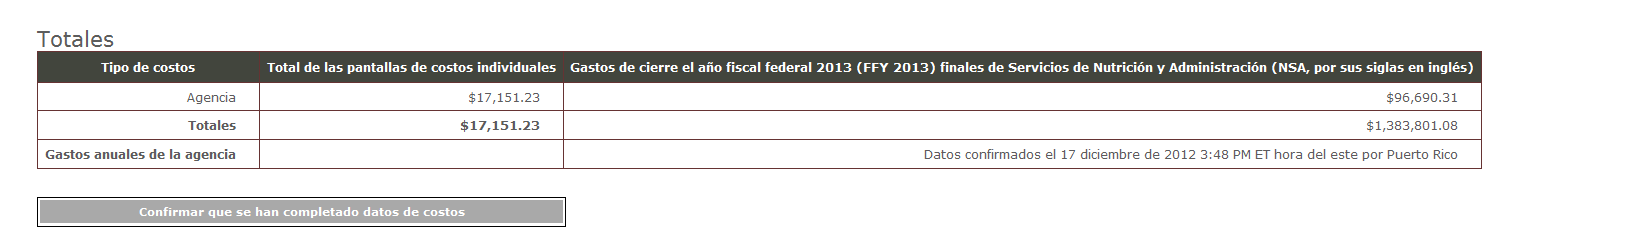 Totales
Tipo de costos Total de las pantallas de costos individuales Gastos de cierre el año fiscal federal 2013 (FFY 2013) finales de Servicios de Nutrición y Administración (NSA, por sus siglas en inglés)
Agencia $17,151.23 $96,690.31
Totales $17,151.23 $1,383,801.08
Gastos anuales de la agencia Datos confirmados el 17 diciembre de 2012 3:48 PM ET hora del este por Puerto Rico
Confirmar que se han completado datos de costos